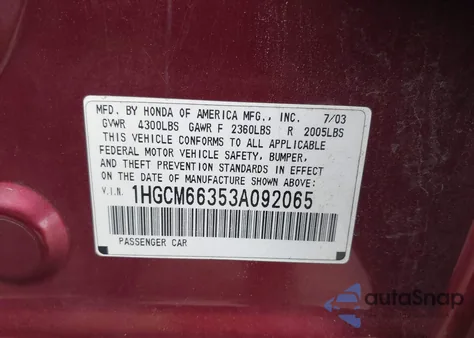 MFD. BY HONDA OF AMERICA MFG., INC. 7/03
GVWR 4300LBS GAWR F 2360LBS R 2005LBS
THIS VEHICLE CONFORMS TO ALL APPLICABLE
FEDERAL MOTOR VEHICLE SAFETY, BUMPER,
AND THEFT PREVENTION STANDARDS IN EFFECT
ON THE DATE OF MANUFACTURE SHOWN ABOVE.
V.I.N. 1HGCM66353A092065
PASSENGER CAR
autoSnap